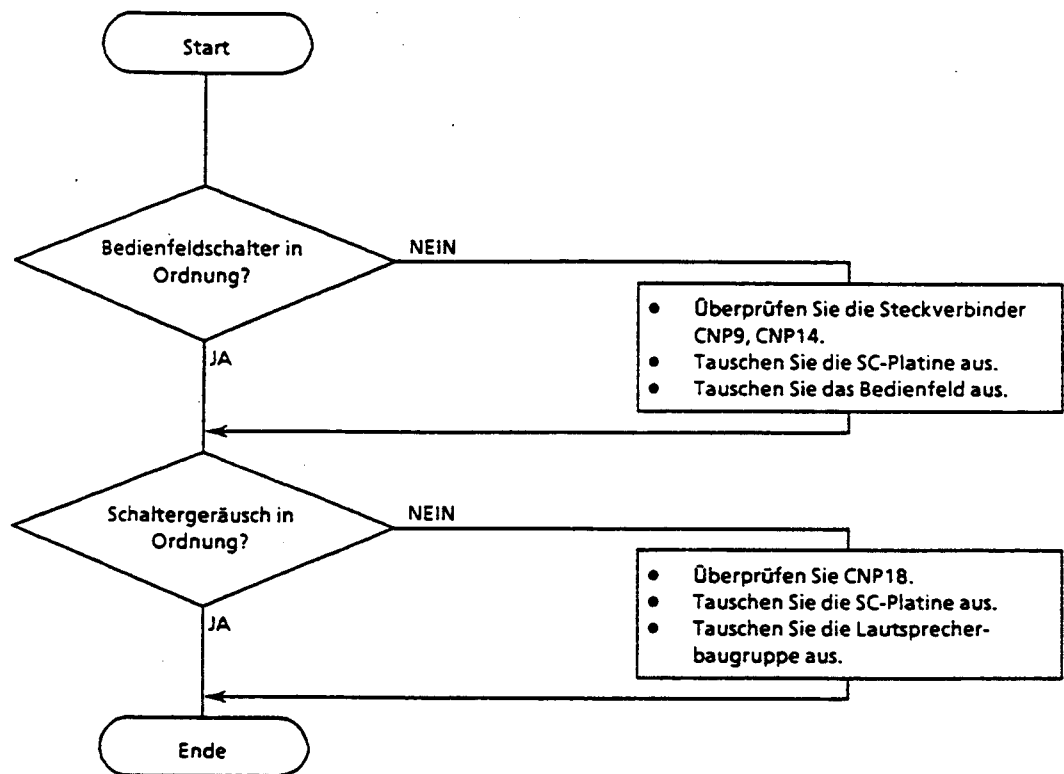 Start
Bedienfeldschalter in
Ordnung?
NEIN
● Überprüfen Sie die Steckverbinder
CNP9, CNP14.
● Tauschen Sie die SC-Platine aus.
● Tauschen Sie das Bedienfeld aus.
JA
Schaltergeräusch in
Ordnung?
NEIN
● Überprüfen Sie CNP18.
● Tauschen Sie die SC-Platine aus.
● Tauschen Sie die Lautsprecher-
baugruppe aus.
JA
Ende